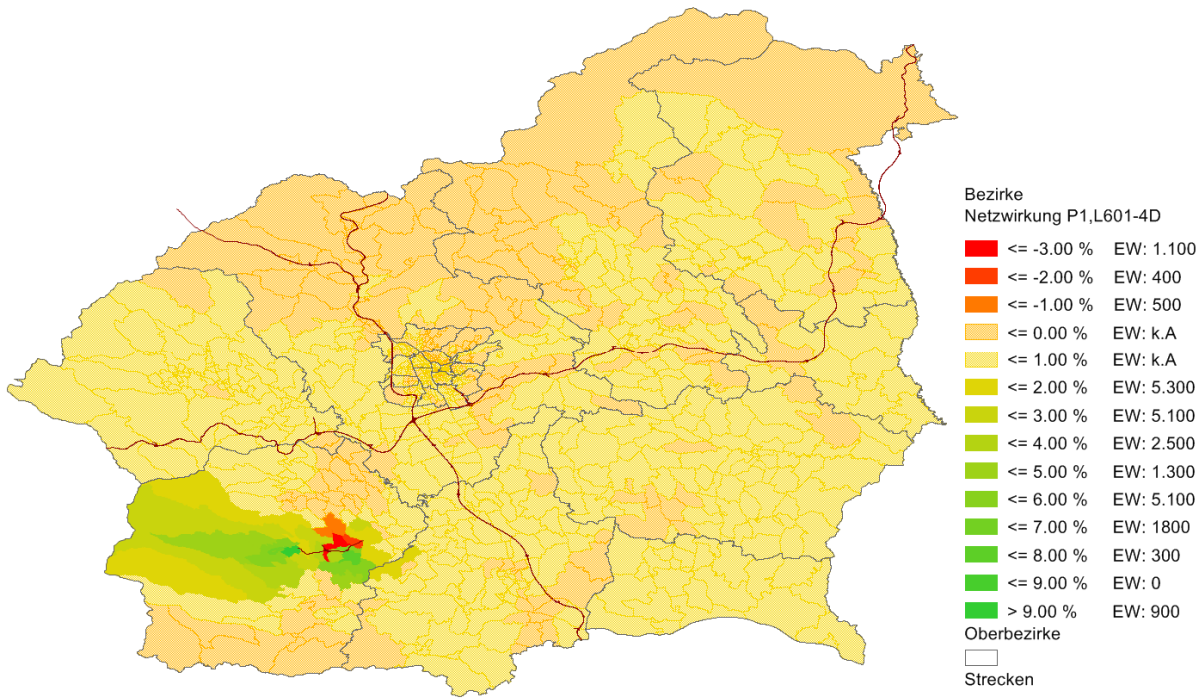 Bezirke
Netzwirkung P1,L601-4D
<= -3.00 % EW: 1.100
<= -2.00 % EW: 400
<= -1.00 % EW: 500
<= 0.00 % EW: k.A
<= 1.00 % EW: k.A
<= 2.00 % EW: 5.300
<= 3.00 % EW: 5.100
<= 4.00 % EW: 2.500
<= 5.00 % EW: 1.300
<= 6.00 % EW: 5.100
<= 7.00 % EW: 1800
<= 8.00 % EW: 300
<= 9.00 % EW: 0
> 9.00 % EW: 900
Oberbezirke
Strecken